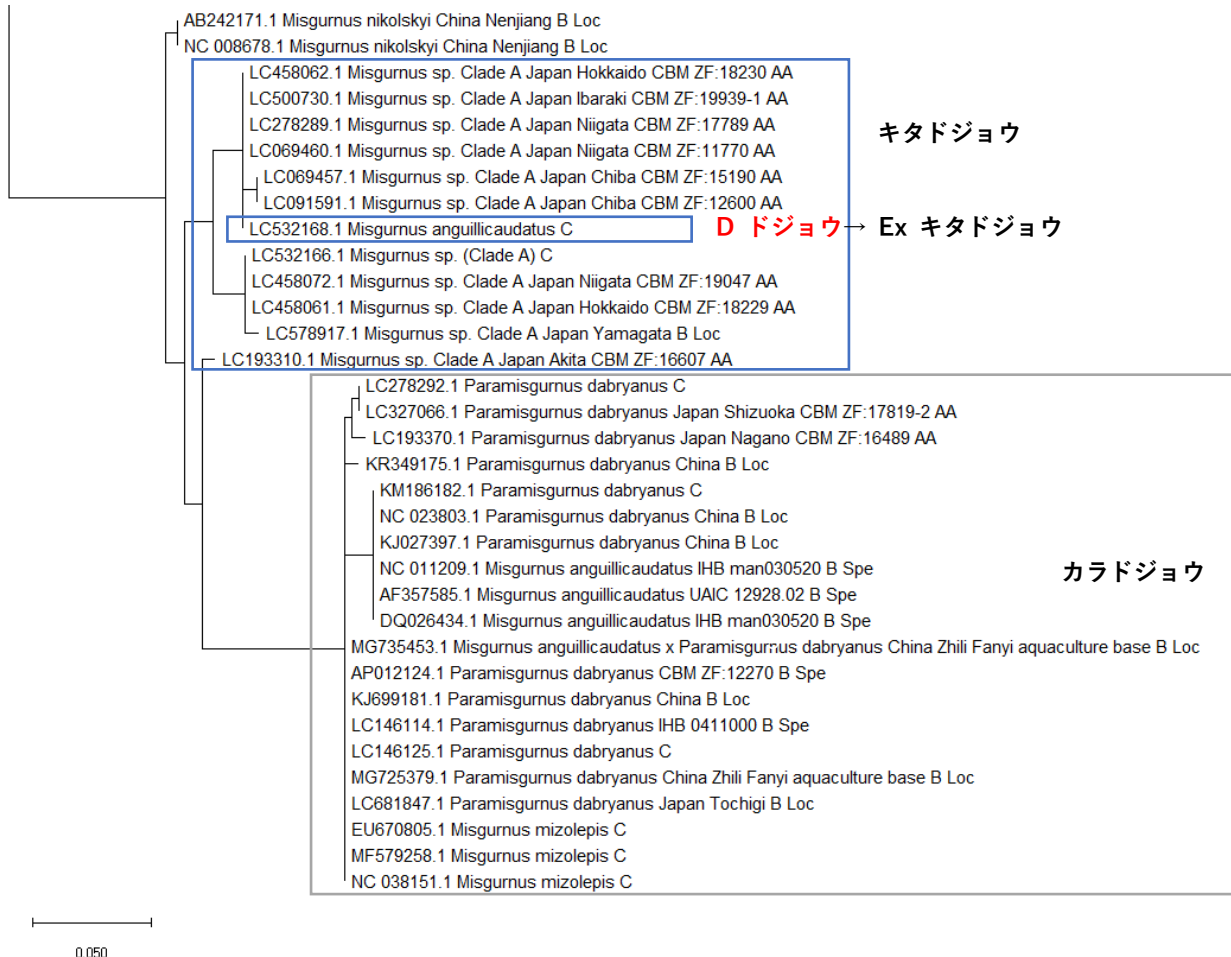 AB242171.1 Misgurnus nikolskyi China Nenjiang B Loc
NC 008678.1 Misgurnus nikolskyi China Nenjiang B Loc
LC458062.1 Misgurnus sp. Clade A Japan Hokkaido CBM ZF:18230 AA
LC500730.1 Misgurnus sp. Clade A Japan Ibaraki CBM ZF:19939-1 AA
LC278289.1 Misgurnus sp. Clade A Japan Niigata CBM ZF:17789 AA
キタドジョウ
LC069460.1 Misgurnus sp. Clade A Japan Niigata CBM ZF:11770 AA
LC069457.1 Misgurnus sp. Clade A Japan Chiba CBM ZF:15190 AA
LC091591.1 Misgurnus sp. Clade A Japan Chiba CBM ZF:12600 AA
LC532168.1 Misgurnus anguillicaudatus C
D ドジョウ→ Ex キタドジョウ
LC532166.1 Misgurnus sp. (Clade A) C
LC458072.1 Misgurnus sp. Clade A Japan Niigata CBM ZF:19047 AA
LC458061.1 Misgurnus sp. Clade A Japan Hokkaido CBM ZF:18229 AA
LC578917.1 Misgurnus sp. Clade A Japan Yamagata B Loc
LC193310.1 Misgurnus sp. Clade A Japan Akita CBM ZF:16607 AA
LC278292.1 Paramisgurnus dabryanus C
LC327066.1 Paramisgurnus dabryanus Japan Shizuoka CBM ZF:17819-2 AA
LC193370.1 Paramisgurnus dabryanus Japan Nagano CBM ZF:16489 AA
KR349175.1 Paramisgurnus dabryanus China B Loc
KM186182.1 Paramisgurnus dabryanus C
NC 023803.1 Paramisgurnus dabryanus China B Loc
KJ027397.1 Paramisgurnus dabryanus China B Loc
NC 011209.1 Misgurnus anguillicaudatus IHB man030520 B Spe
カラドジョウ
AF357585.1 Misgurnus anguillicaudatus UAIC 12928.02 B Spe
DQ026434.1 Misgurnus anguillicaudatus IHB man030520 B Spe
MG735453.1 Misgurnus anguillicaudatus x Paramisgurnus dabryanus China Zhili Fanyi aquaculture base B Loc
AP012124.1 Paramisgurnus dabryanus CBM ZF:12270 B Spe
KJ699181.1 Paramisgurnus dabryanus China B Loc
LC146114.1 Paramisgurnus dabryanus IHB 0411000 B Spe
LC146125.1 Paramisgurnus dabryanus C
MG725379.1 Paramisgurnus dabryanus China Zhili Fanyi aquaculture base B Loc
LC681847.1 Paramisgurnus dabryanus Japan Tochigi B Loc
EU670805.1 Misgurnus mizolepis C
MF579258.1 Misgurnus mizolepis C
NC 038151.1 Misgurnus mizolepis C
0.050